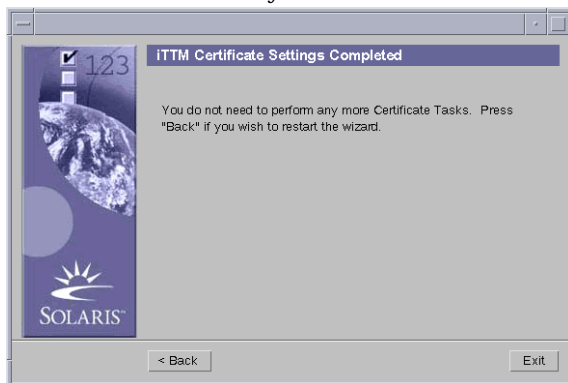 123
iTTM Certificate Settings Completed
You do not need to perform any more Certificate Tasks. Press
"Back" if you wish to restart the wizard.
SOLARIS™
< Back
Exit